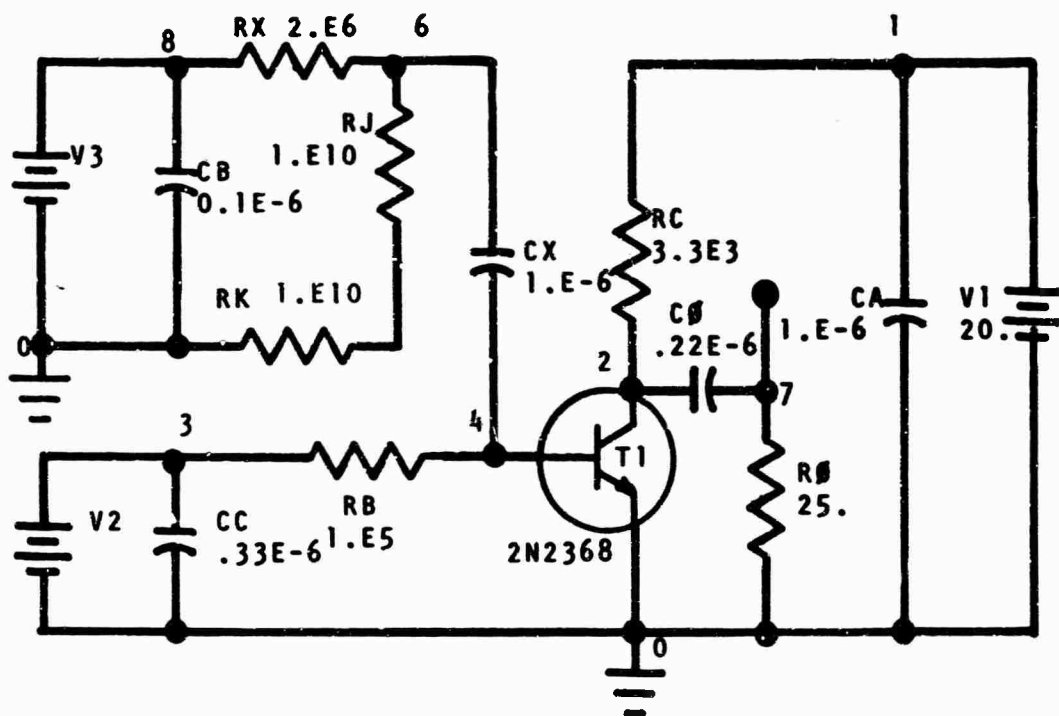 RX 2.E6
8
6
1
V3
CB
0.1E-6
RJ
1.E10
CX
1.E-6
RC
3.3E3
RK 1.E10
0
CØ
.22E-6
CA
1.E-6
V1
20.
2
7
3
4
T1
V2
CC
.33E-6
RB
1.E5
RØ
25.
2N2368
0